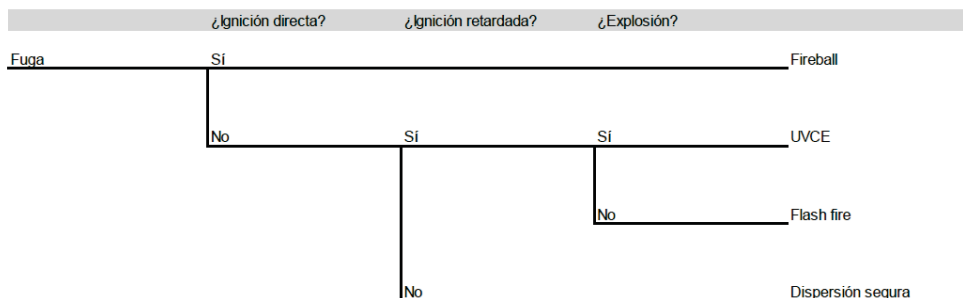 ¿Ignición directa? ¿Ignición retardada? ¿Explosión?
Fuga Sí Fireball
No Sí Sí UVCE
No Flash fire
No Dispersión segura